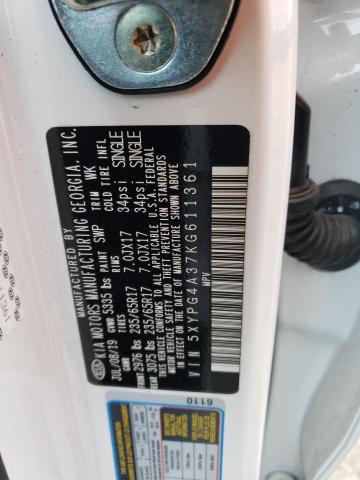 MANUFACTURED BY
KIA MOTORS MANUFACTURING GEORGIA, INC.
JUL/08/19 PAINT SWP TRIM WK
GVWR 5335 lbs
GWR TIRES RIMS COLD TIRE INFL
FRONT 2976 lbs 235/65R17 7.0JX17 34psi SINGLE
REAR 3075 lbs 235/65R17 7.0JX17 34psi SINGLE
THIS VEHICLE CONFORMS TO ALL APPLICABLE U.S.A. FEDERAL
MOTOR VEHICLE SAFETY AND THEFT PREVENTION STANDARDS
IN EFFECT ON THE DATE OF MANUFACTURE SHOWN ABOVE
VIN 5XYPG4A37KG611361
MPV
6110